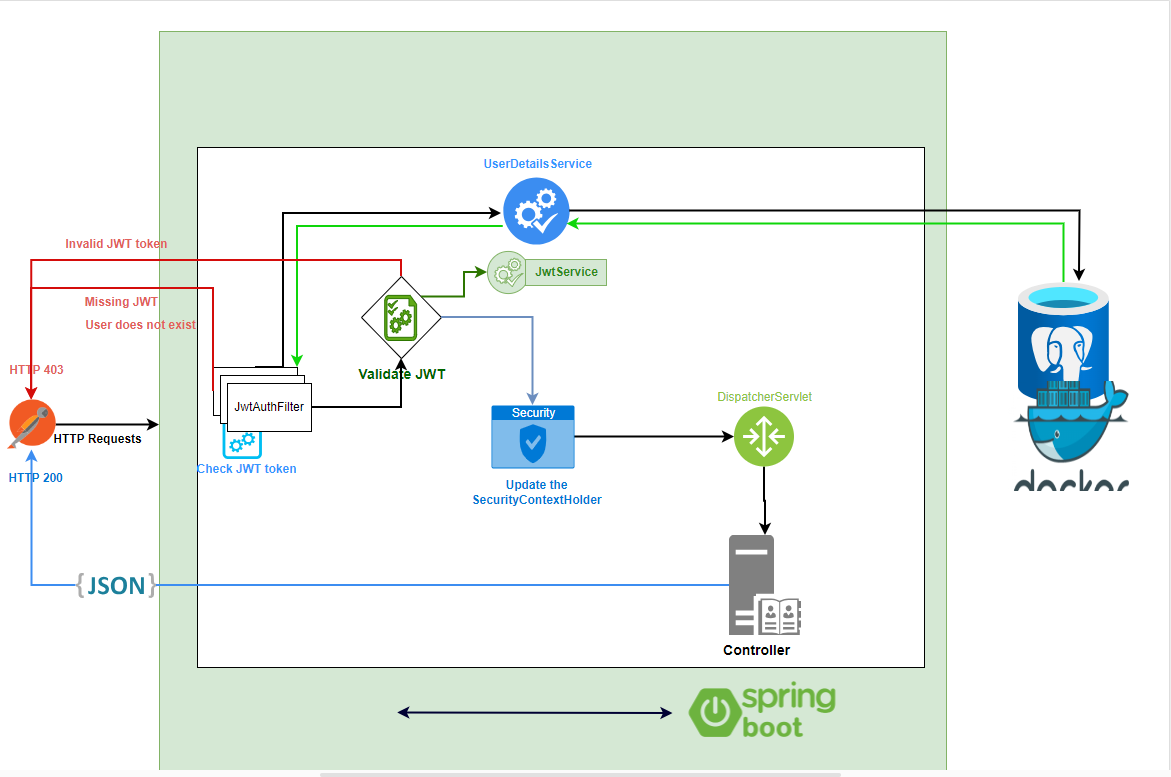 UserDetailsService
Invalid JWT token
JwtService
Missing JWT
User does not exist
HTTP 403
Validate JWT
JwtAuthFilter
DispatcherServlet
Security
HTTP Requests
Check JWT token
HTTP 200
Update the
SecurityContextHolder
{JSON}
docker
Controller
spring
boot